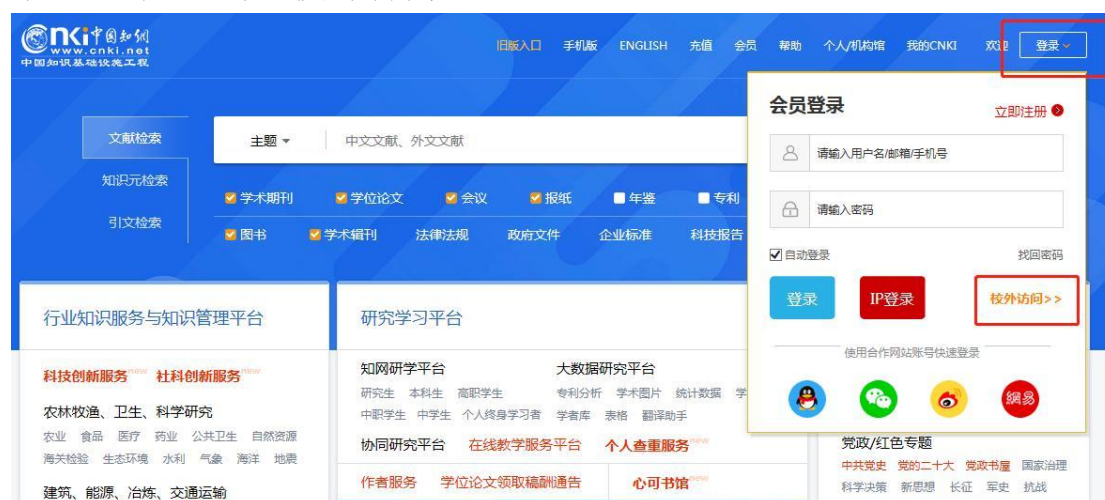 cnki中国知网
www.cnki.net
中国知识基础设施工程
旧版入口 手机版 ENGLISH 充值 会员 帮助 个人/机构馆 我的CNKI 欢迎 登录
会员登录 立即注册
文献检索 主题 中文文献、外文文献
请输入用户名/邮箱/手机号
知识元检索
学术期刊 学位论文 会议 报纸 年鉴 专利
请输入密码
引文检索
图书 学术辑刊 法律法规 政府文件 企业标准 科技报告
自动登录 找回密码
登录 IP登录 校外访问>>
行业知识服务与知识管理平台 研究学习平台
使用合作网站账号快速登录
知网研学平台 大数据研究平台
科技创新服务new 社科创新服务new
研究生 本科生 高职学生 专利分析 学术图片 统计数据 学
網易
农林牧渔、卫生、科学研究
中职学生 中学生 个人终身学习者 学者库 表格 翻译助手
农业 食品 医疗 药业 公共卫生 自然资源
协同研究平台 在线教学服务平台 个人查重服务new
党政/红色专题
海关检验 生态环境 水利 气象 海洋 地震
中共党史 党的二十大 党政书屋 国家治理
作者服务 学位论文领取稿酬通告 心可书馆new
科学决策 新思想 长征 军史 抗战
建筑、能源、冶炼、交通运输